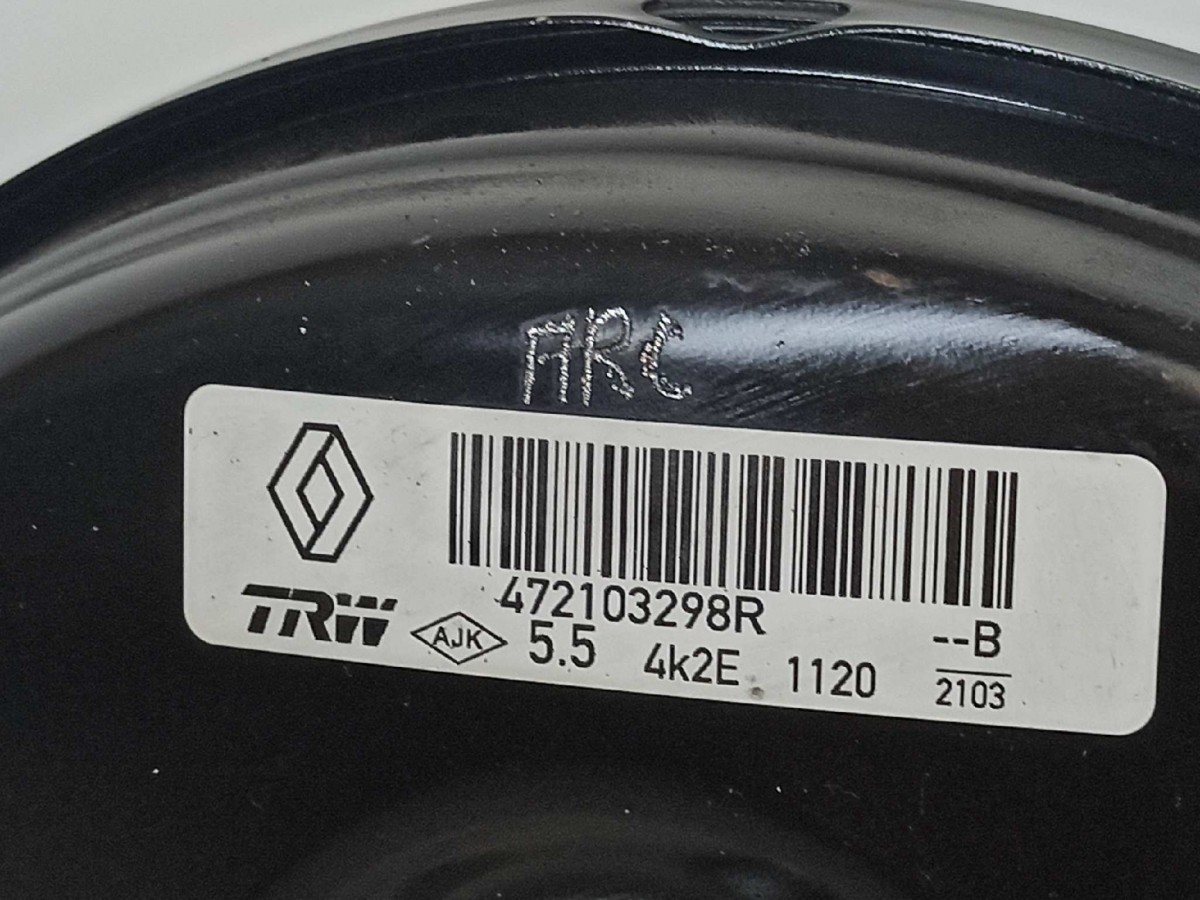 ARC
472103298R
TRW AJK 5.5 4k2E 1120 --B
2103